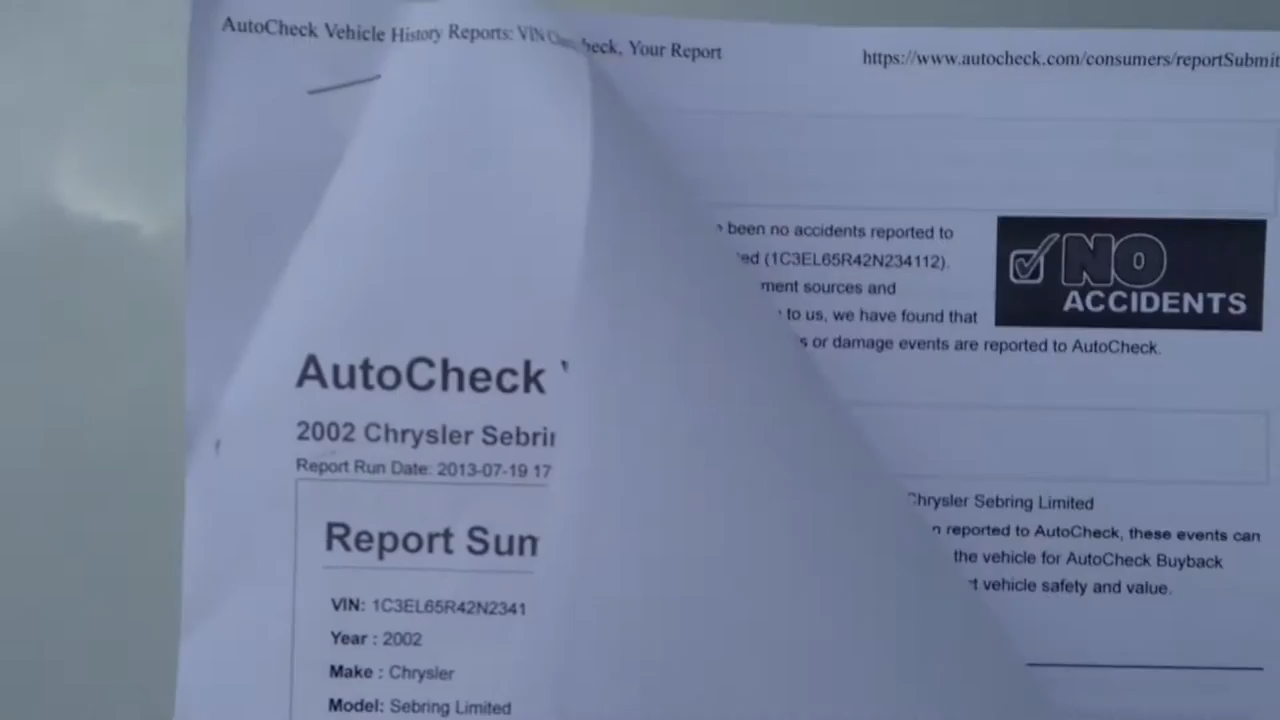 AutoCheck Vehicle History Reports: VIN
heck, Your Report
https://www.autocheck.com/consumers/reportSubmit
been no accidents reported to
ed (1C3EL65R42N234112).
ment sources and
to us, we have found that
s or damage events are reported to AutoCheck.
NO
ACCIDENTS
AutoCheck
2002 Chrysler Sebrin
Report Run Date: 2013-07-19 17
Report Sum
VIN: 1C3EL65R42N2341
Year : 2002
Make : Chrysler
Model: Sebring Limited
Chrysler Sebring Limited
n reported to AutoCheck, these events can
the vehicle for AutoCheck Buyback
t vehicle safety and value.